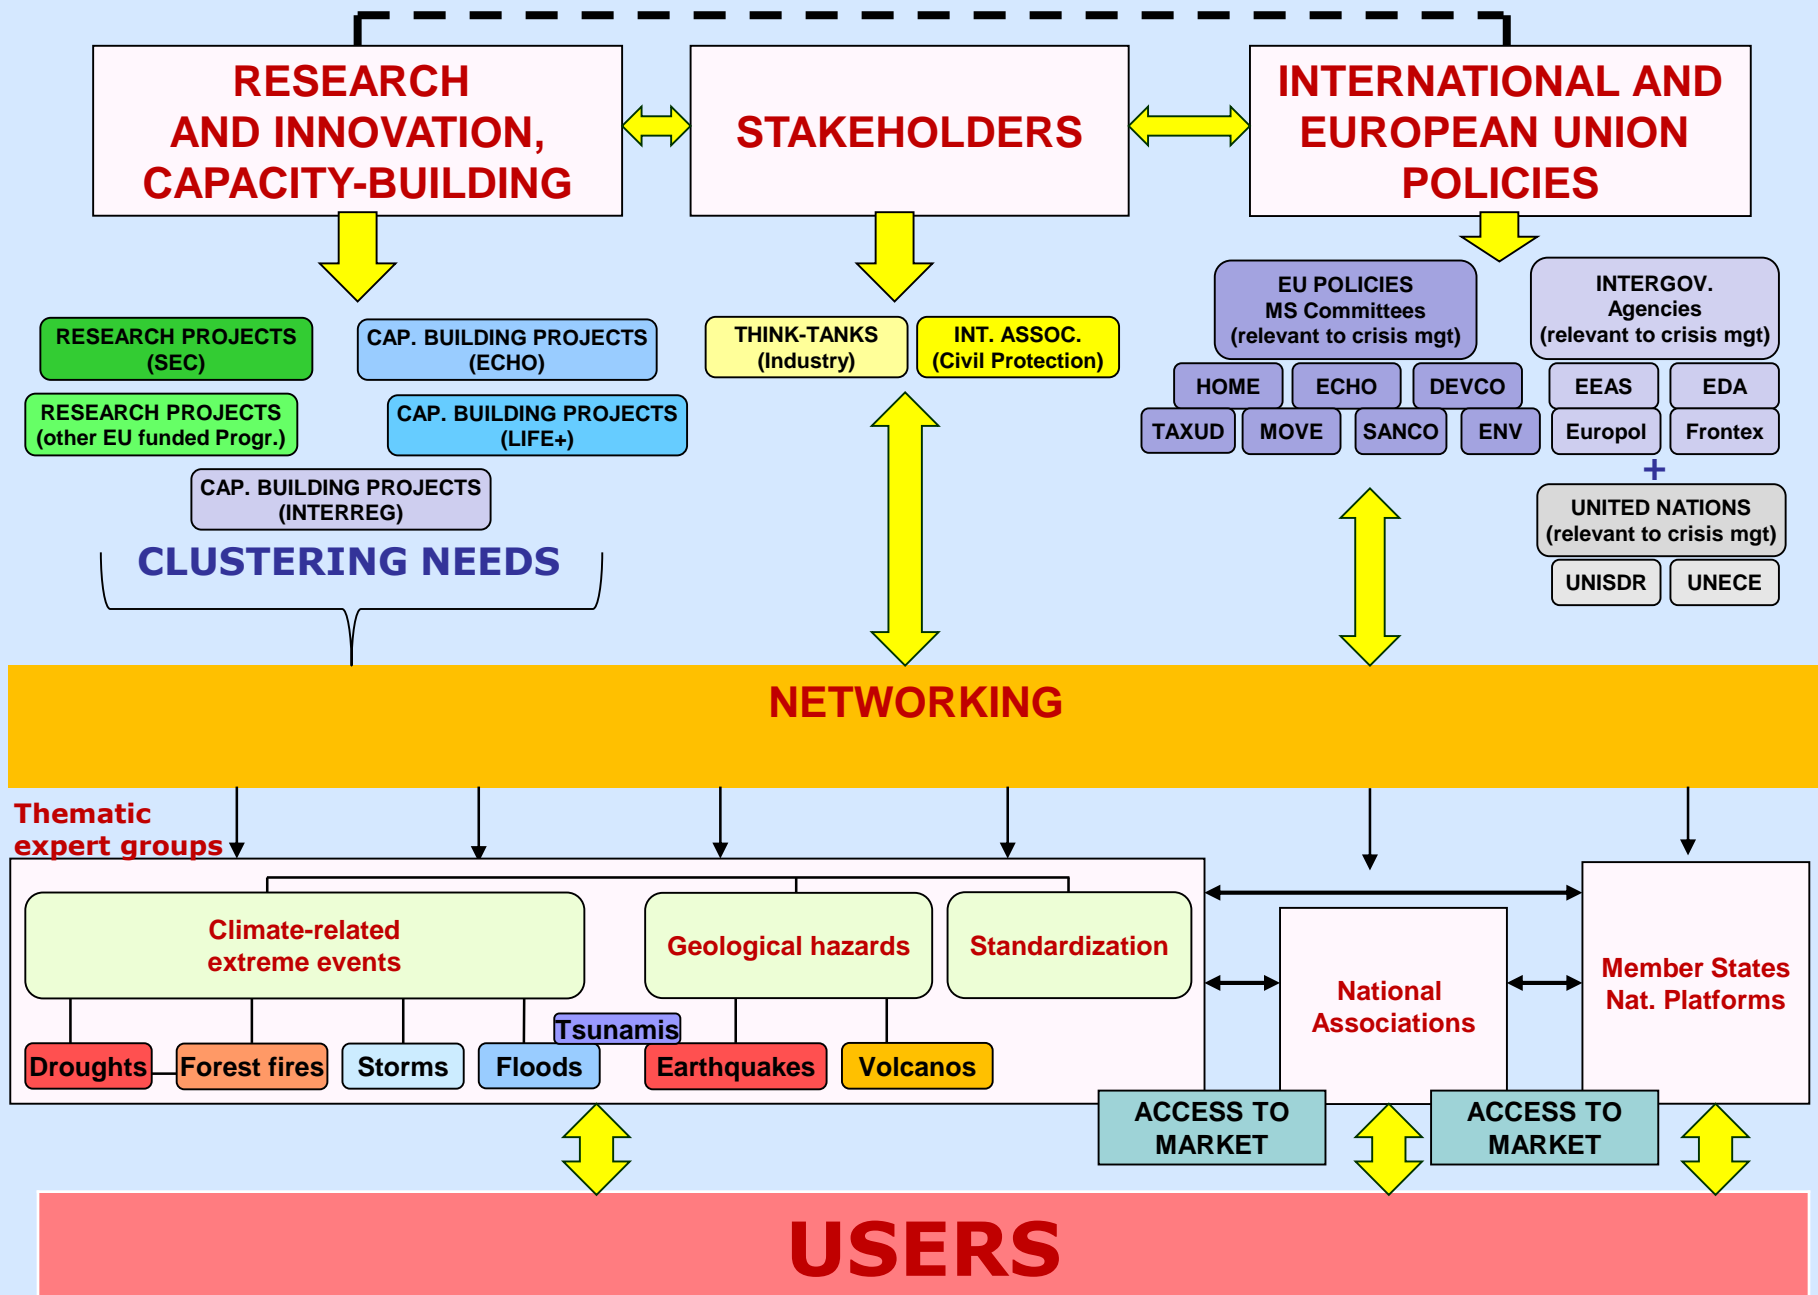 RESEARCH
AND INNOVATION,
CAPACITY-BUILDING
STAKEHOLDERS
INTERNATIONAL AND
EUROPEAN UNION
POLICIES
RESEARCH PROJECTS
(SEC)
CAP. BUILDING PROJECTS
(ECHO)
RESEARCH PROJECTS
(other EU funded Progr.)
CAP. BUILDING PROJECTS
(LIFE+)
CAP. BUILDING PROJECTS
(INTERREG)
CLUSTERING NEEDS
THINK-TANKS
(Industry)
INT. ASSOC.
(Civil Protection)
EU POLICIES
MS Committees
(relevant to crisis mgt)
HOME
ECHO
DEVCO
TAXUD
MOVE
SANCO
ENV
INTERGOV.
Agencies
(relevant to crisis mgt)
EEAS
EDA
Europol
Frontex
+
UNITED NATIONS
(relevant to crisis mgt)
UNISDR
UNECE
NETWORKING
Thematic
expert groups
Climate-related
extreme events
Geological hazards
Standardization
Droughts
Forest fires
Storms
Floods
Tsunamis
Earthquakes
Volcanos
National
Associations
Member States
Nat. Platforms
ACCESS TO
MARKET
ACCESS TO
MARKET
USERS